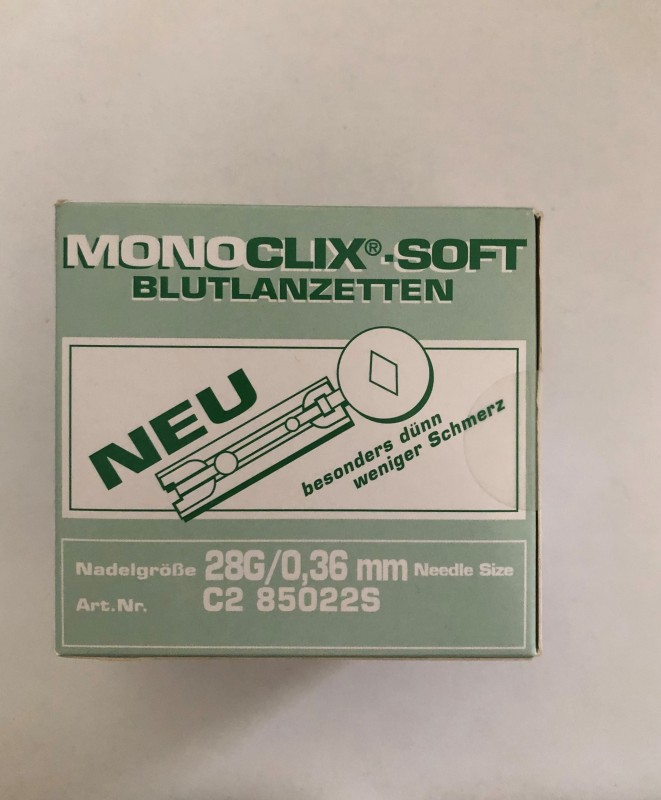 MONOCLIX®·SOFT
BLUTLANZETTEN
NEU
besonders dünn
weniger Schmerz
Nadelgröße 28G/0,36 mm Needle Size
Art.Nr. C2 85022S